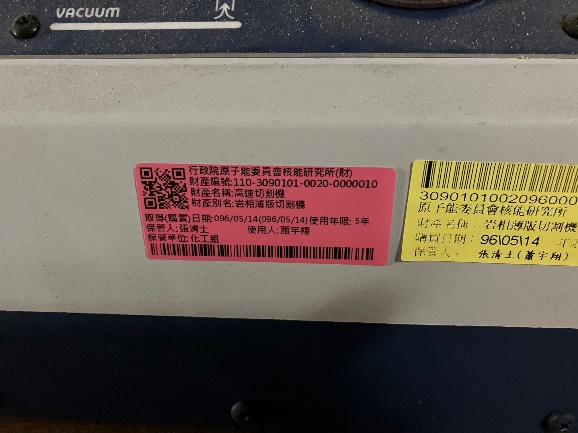 VACUUM
行政院原子能委員會核能研究所(財)
財產編號:110-3090101-0020-0000010
財產名稱:高速切割機
財產別名:岩相薄版切割機
取得(購置)日期:096/05/14(096/05/14)使用年限: 5年
保管人:張清土 使用人:蕭宇翔
保管單位:化工組
3090101002096000
原子能委員會核能研究所
財產名稱: 岩相薄版切割機
購買日期: 96\05\14
保管人: 張清土(蕭宇翔)